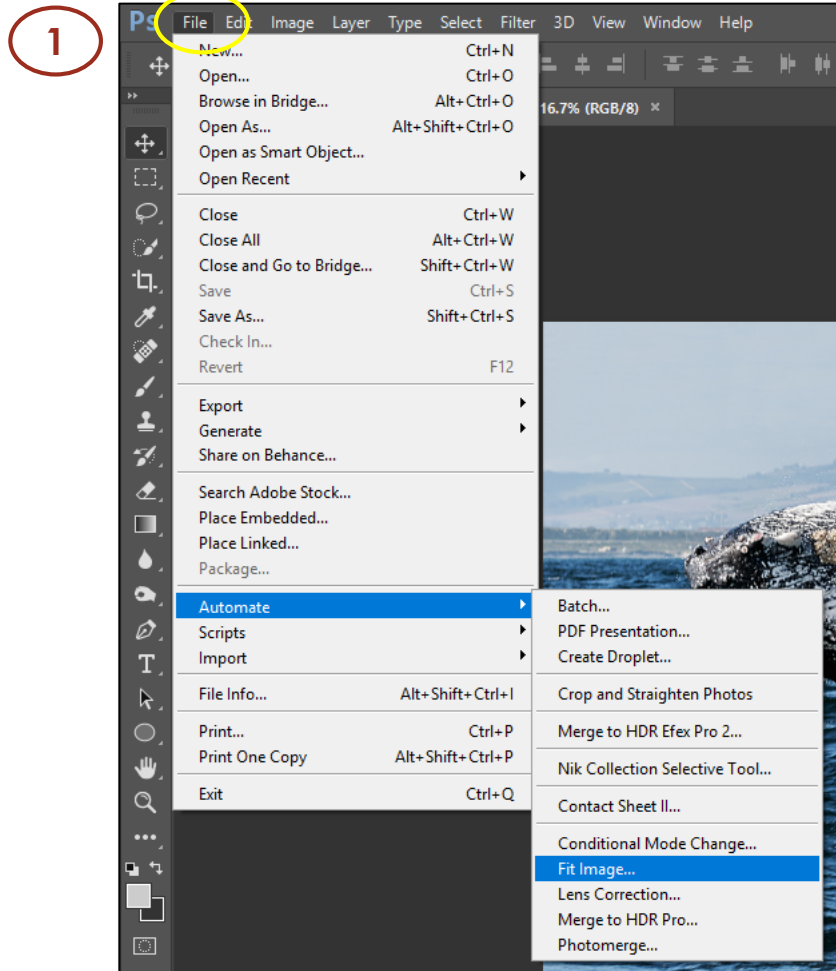 1
Ps File Edit Image Layer Type Select Filter 3D View Window Help
New... Ctrl+N
Open... Ctrl+O
Browse in Bridge... Alt+Ctrl+O
Open As... Alt+Shift+Ctrl+O
Open as Smart Object...
Open Recent
16.7% (RGB/8) ×
Close Ctrl+W
Close All Alt+Ctrl+W
Close and Go to Bridge... Shift+Ctrl+W
Save Ctrl+S
Save As... Shift+Ctrl+S
Check In...
Revert F12
Export
Generate
Share on Behance...
Search Adobe Stock...
Place Embedded...
Place Linked...
Package...
Automate
Scripts
Import
File Info... Alt+Shift+Ctrl+I
Print... Ctrl+P
Print One Copy Alt+Shift+Ctrl+P
Exit Ctrl+Q
Batch...
PDF Presentation...
Create Droplet...
Crop and Straighten Photos
Merge to HDR Efex Pro 2...
Nik Collection Selective Tool...
Contact Sheet II...
Conditional Mode Change...
Fit Image...
Lens Correction...
Merge to HDR Pro...
Photomerge...